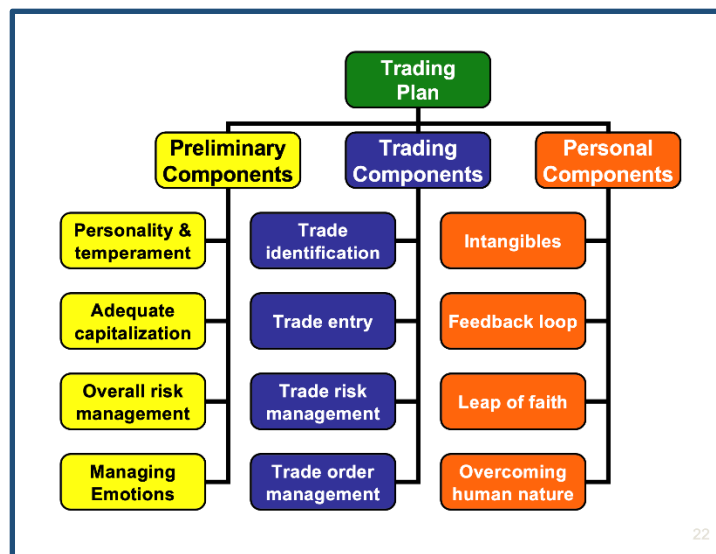 Trading
Plan
Preliminary
Components
Trading
Components
Personal
Components
Personality &
temperament
Trade
identification
Intangibles
Adequate
capitalization
Trade entry
Feedback loop
Overall risk
management
Trade risk
management
Leap of faith
Managing
Emotions
Trade order
management
Overcoming
human nature
22